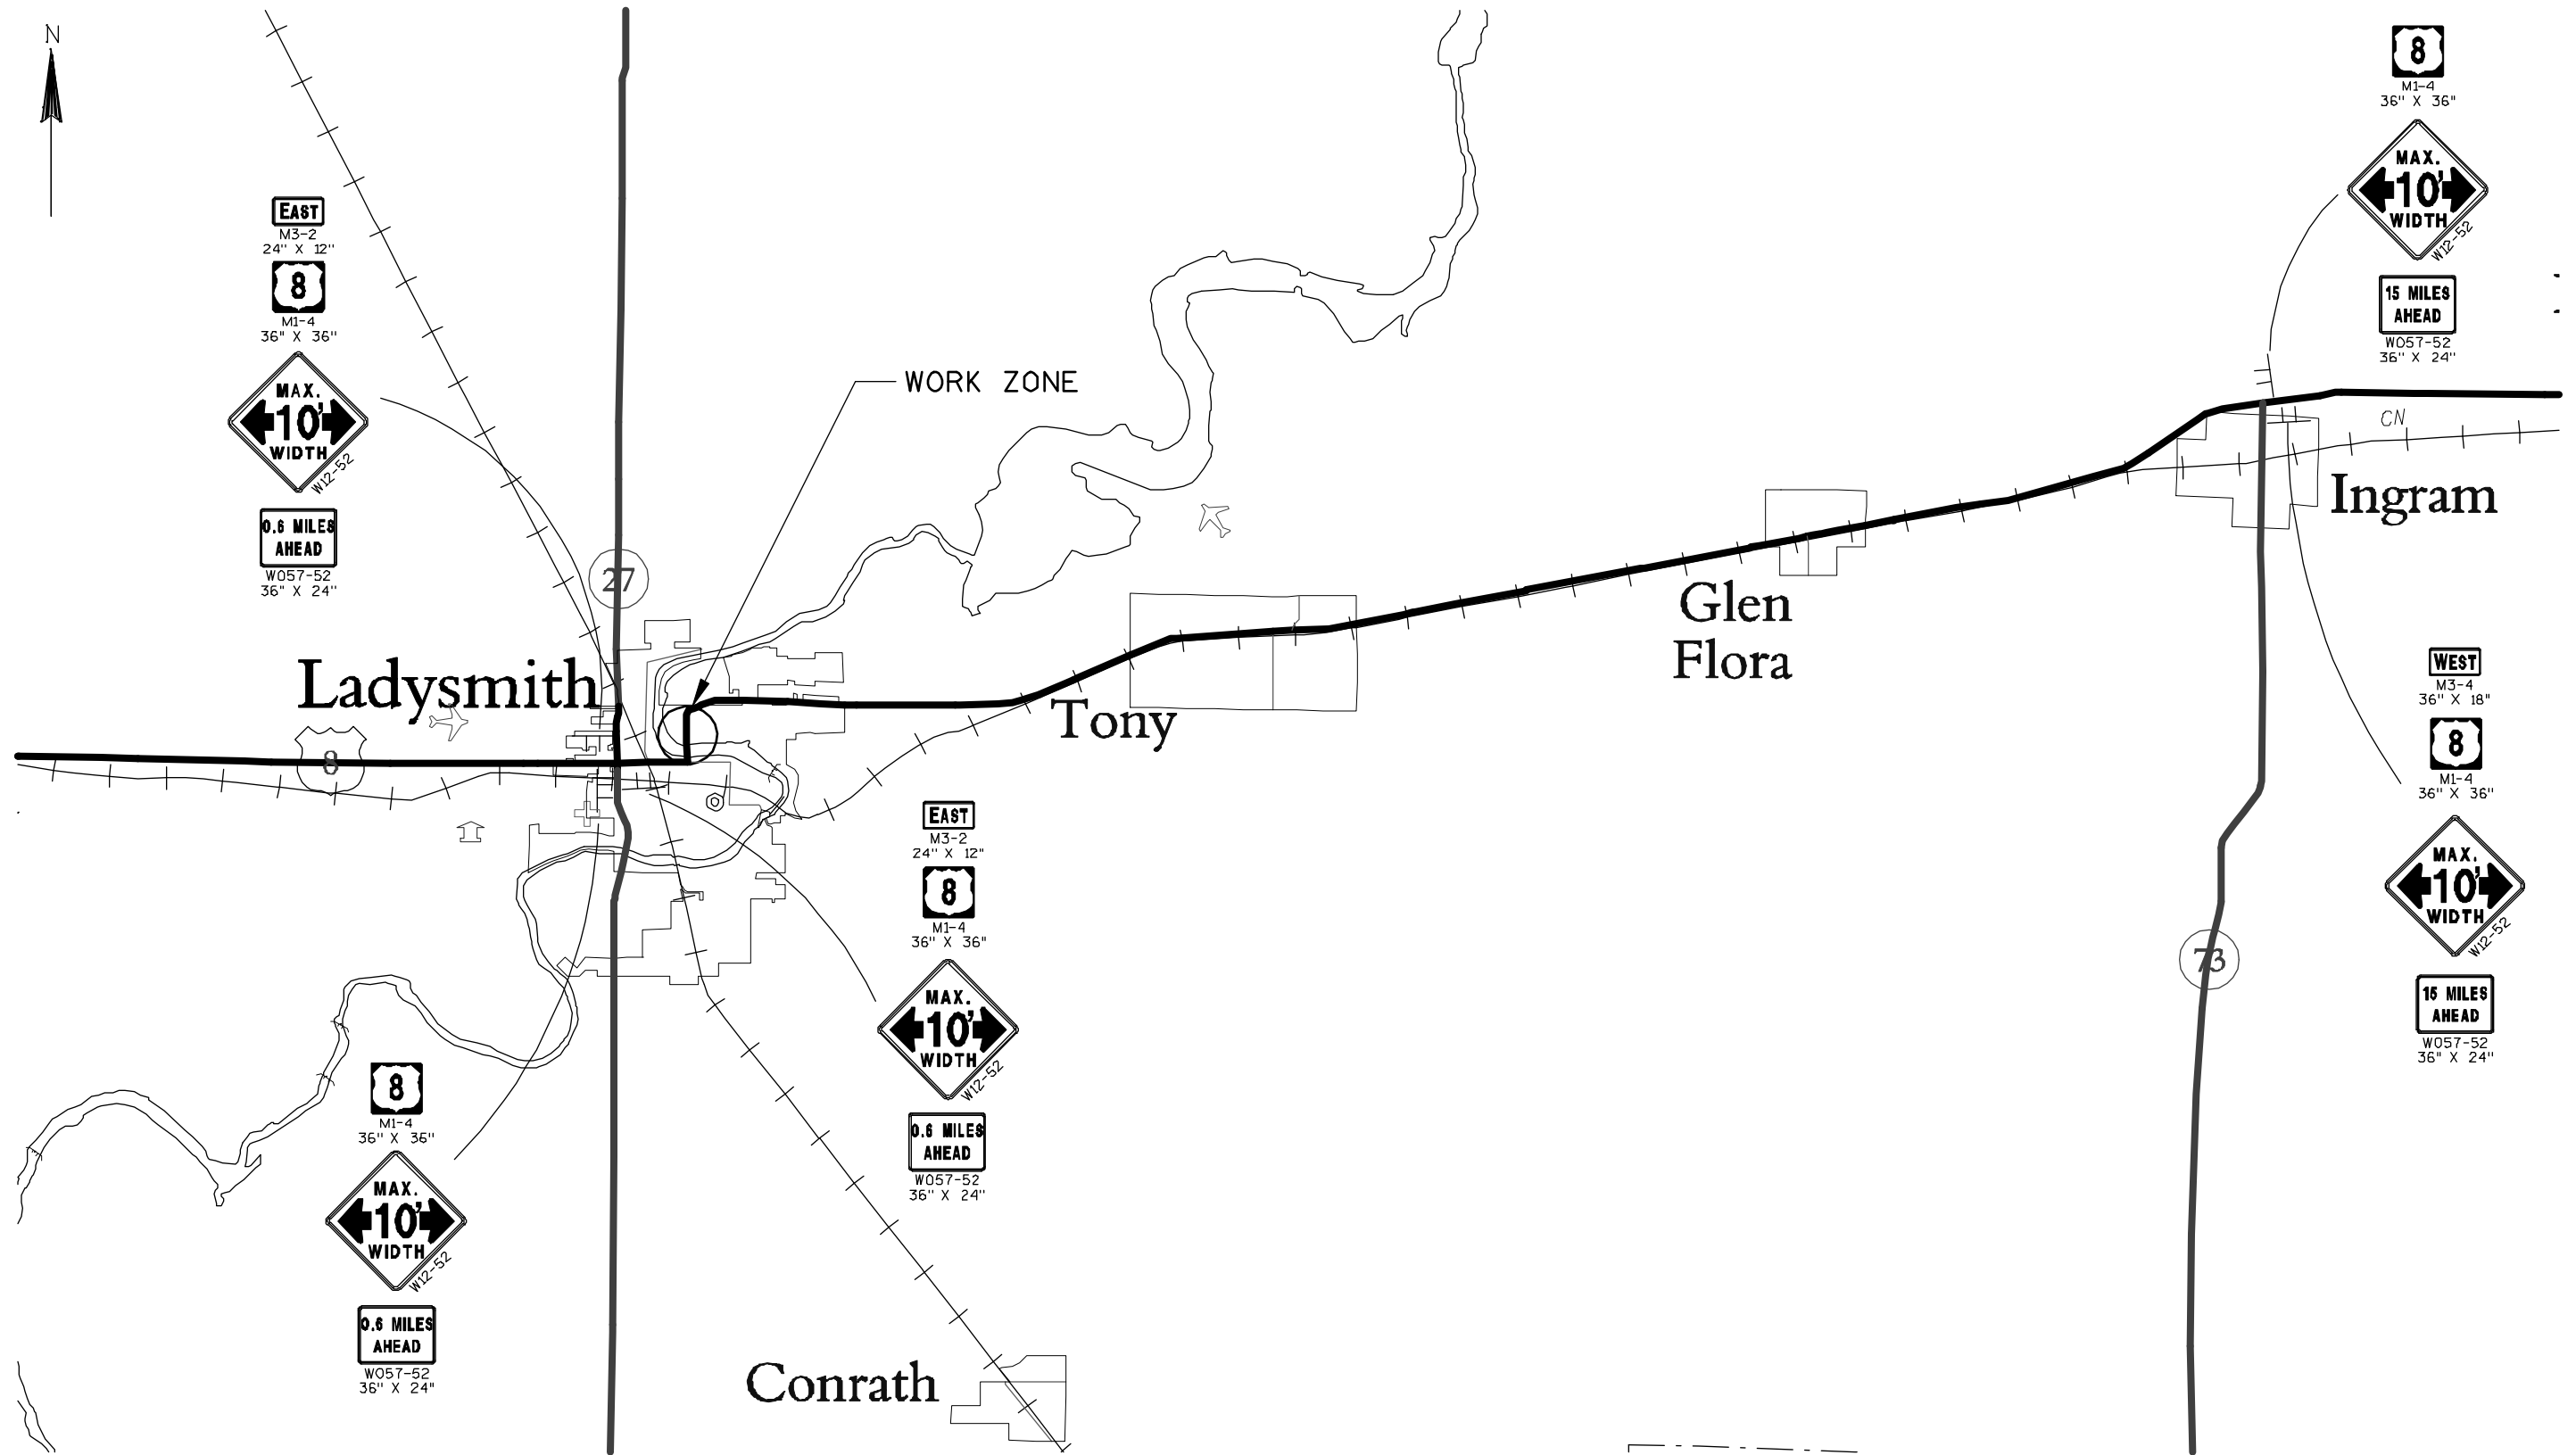 N
EAST
M3-2
24" X 12"
8
M1-4
36" X 36"
MAX.
10'
WIDTH
W12-52
0.6 MILES
AHEAD
WO57-52
36" X 24"
27
WORK ZONE
Ladysmith
8
Tony
Glen
Flora
8
M1-4
36" X 36"
MAX.
10'
WIDTH
W12-52
15 MILES
AHEAD
WO57-52
36" X 24"
CN
Ingram
WEST
M3-4
36" X 18"
8
M1-4
36" X 36"
MAX.
10'
WIDTH
W12-52
15 MILES
AHEAD
WO57-52
36" X 24"
73
EAST
M3-2
24" X 12"
8
M1-4
36" X 36"
MAX.
10'
WIDTH
W12-52
0.6 MILES
AHEAD
WO57-52
36" X 24"
8
M1-4
36" X 36"
MAX.
10'
WIDTH
W12-52
0.6 MILES
AHEAD
WO57-52
36" X 24"
Conrath